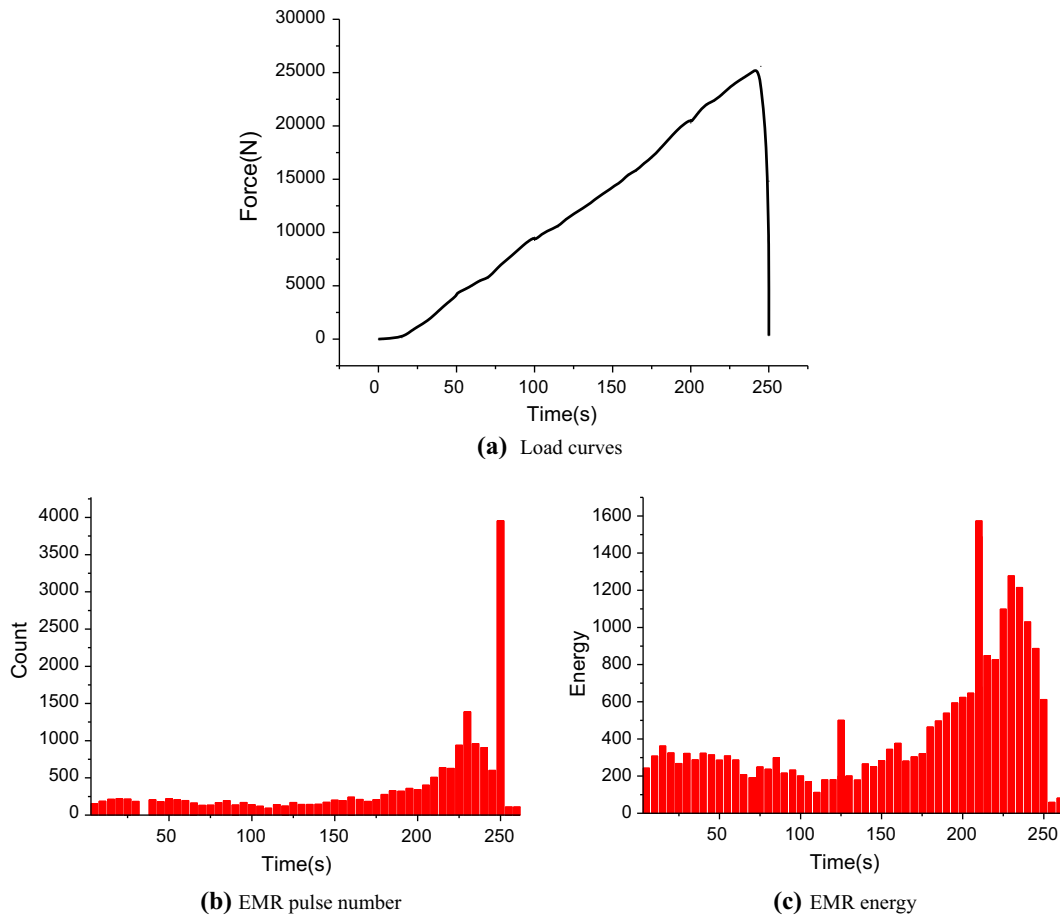 30000
25000
20000
15000
10000
5000
0
Force(N)
0 50 100 150 200 250
Time(s)
(a) Load curves
4000
3500
3000
2500
2000
1500
1000
500
0
Count
50 100 150 200 250
Time(s)
(b) EMR pulse number
1600
1400
1200
1000
800
600
400
200
0
Energy
50 100 150 200 250
Time(s)
(c) EMR energy